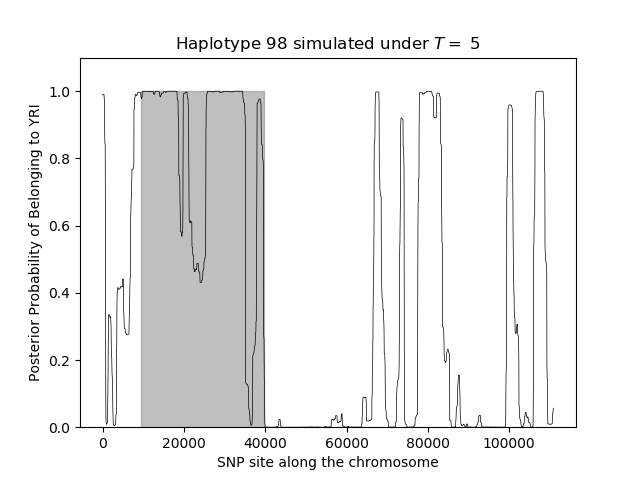 Haplotype 98 simulated under T = 5
Posterior Probability of Belonging to YRI
1.0
0.8
0.6
0.4
0.2
0.0
0 20000 40000 60000 80000 100000
SNP site along the chromosome